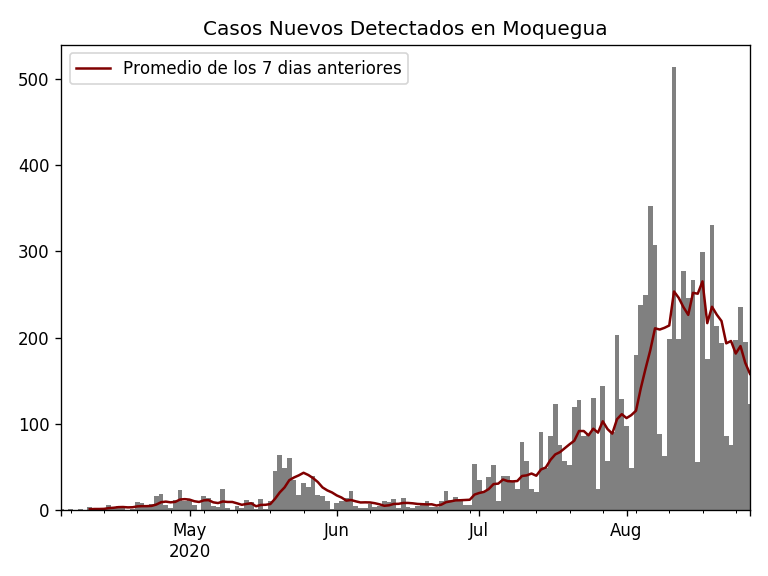 Casos Nuevos Detectados en Moquegua
Promedio de los 7 dias anteriores
500
400
300
200
100
0
May
2020
Jun
Jul
Aug